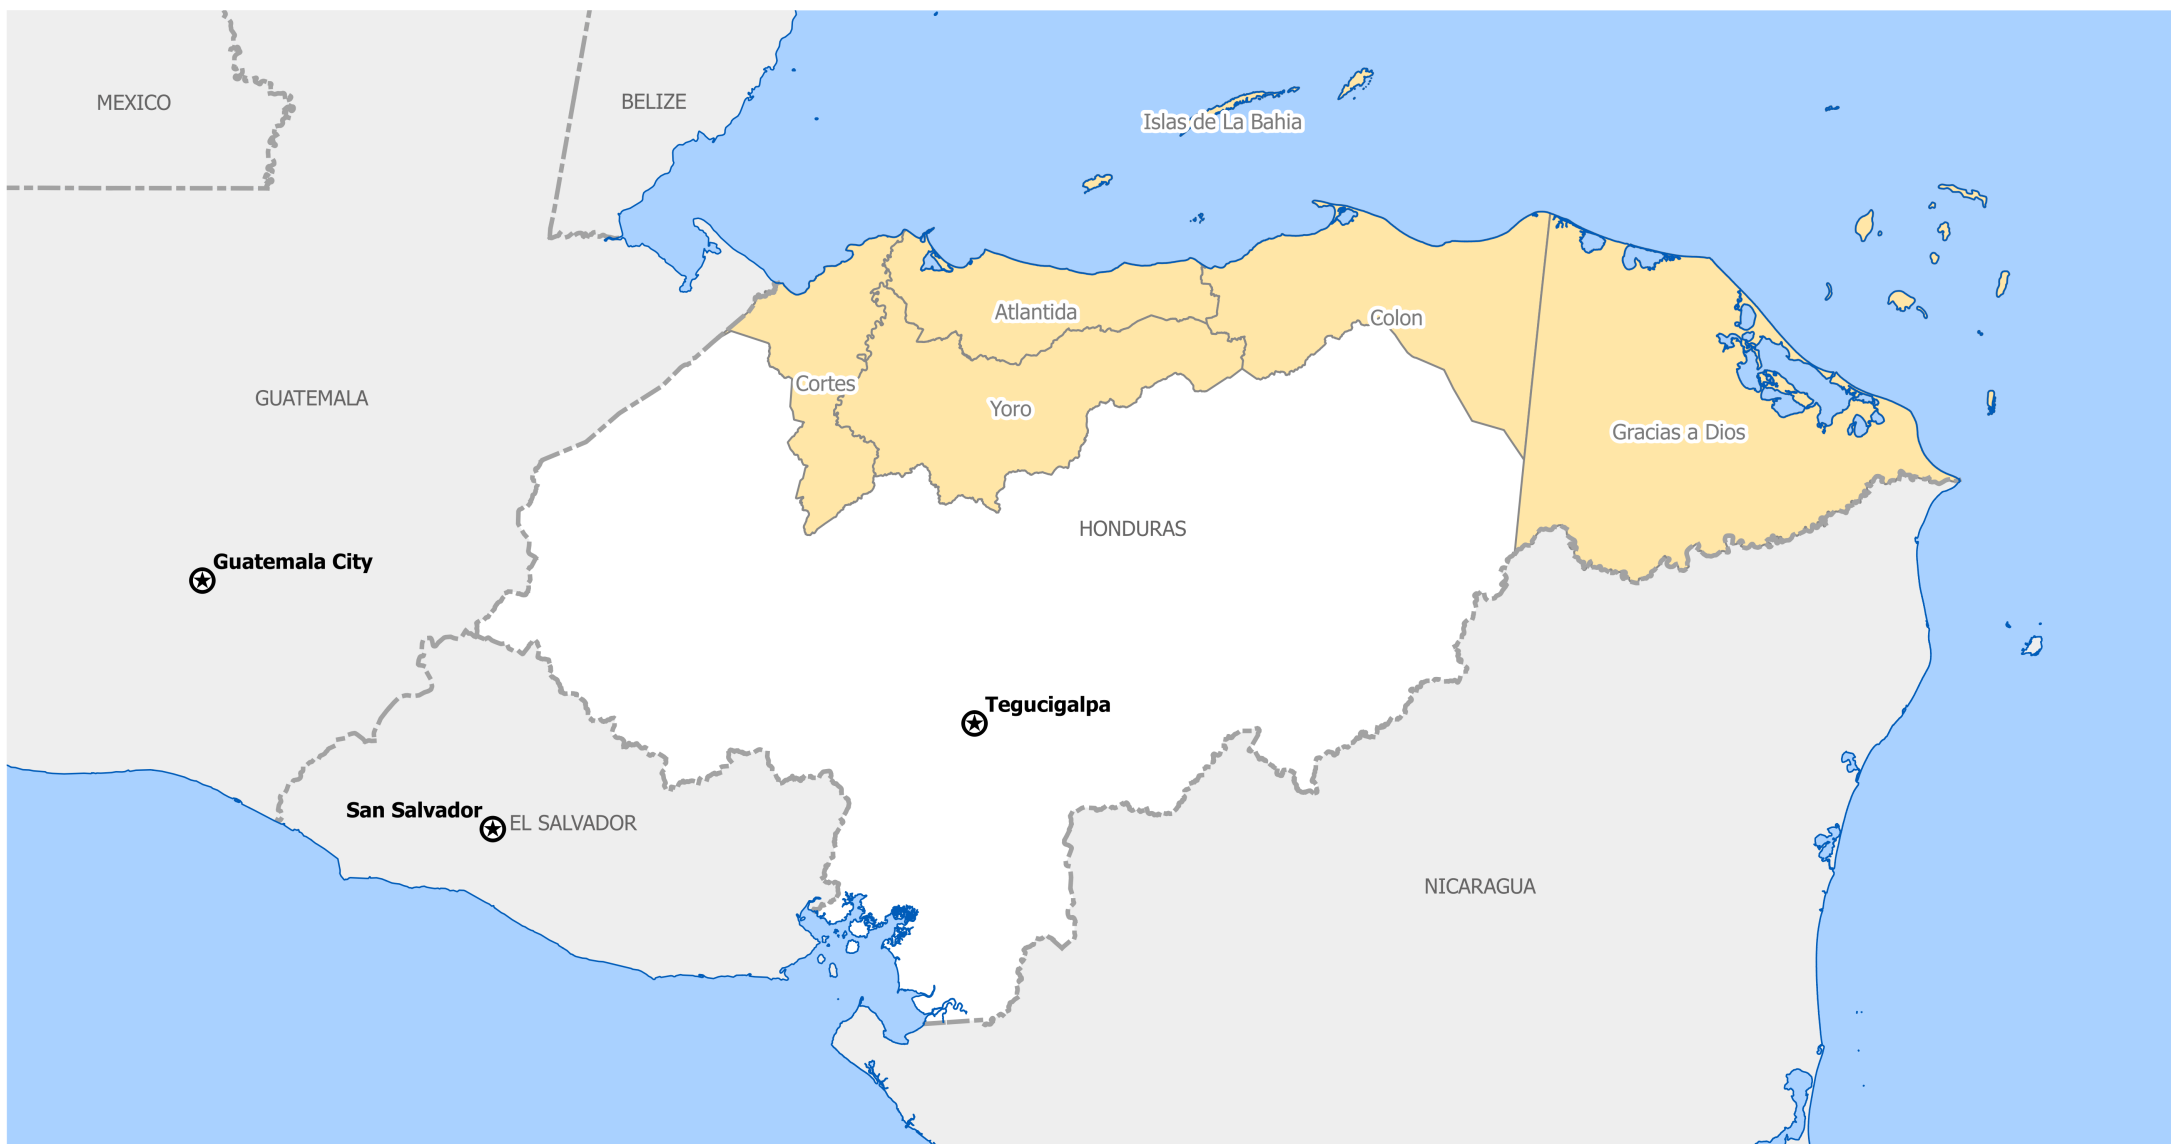 MEXICO
BELIZE
Islas de La Bahia
Atlantida
Colon
Cortes
GUATEMALA
Yoro
Gracias a Dios
HONDURAS
Guatemala City
Tegucigalpa
San Salvador
EL SALVADOR
NICARAGUA